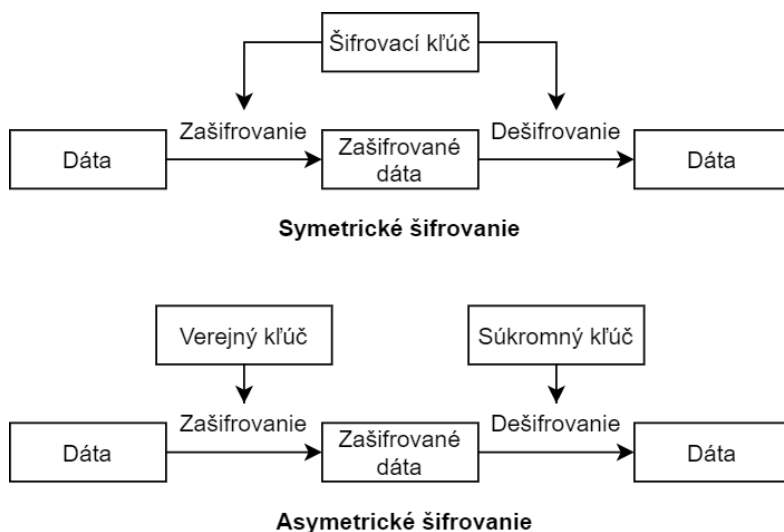 Šifrovací kľúč
Zašifrovanie
Dešifrovanie
Dáta
Zašifrované
dáta
Dáta
Symetrické šifrovanie
Verejný kľúč
Súkromný kľúč
Zašifrovanie
Dešifrovanie
Dáta
Zašifrované
dáta
Dáta
Asymetrické šifrovanie